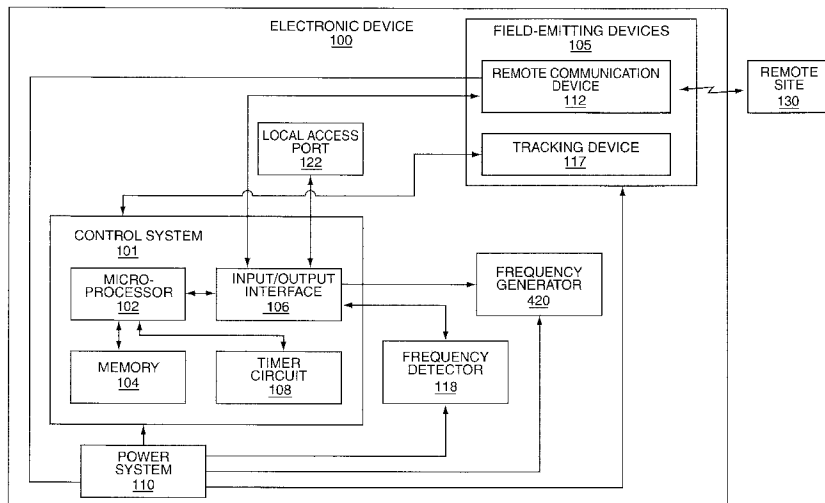 ELECTRONIC DEVICE
100
FIELD-EMITTING DEVICES
105
REMOTE COMMUNICATION
DEVICE
112
REMOTE
SITE
130
LOCAL ACCESS
PORT
122
TRACKING DEVICE
117
CONTROL SYSTEM
101
MICRO-
PROCESSOR
102
INPUT/OUTPUT
INTERFACE
106
FREQUENCY
GENERATOR
420
MEMORY
104
TIMER
CIRCUIT
108
FREQUENCY
DETECTOR
118
POWER
SYSTEM
110